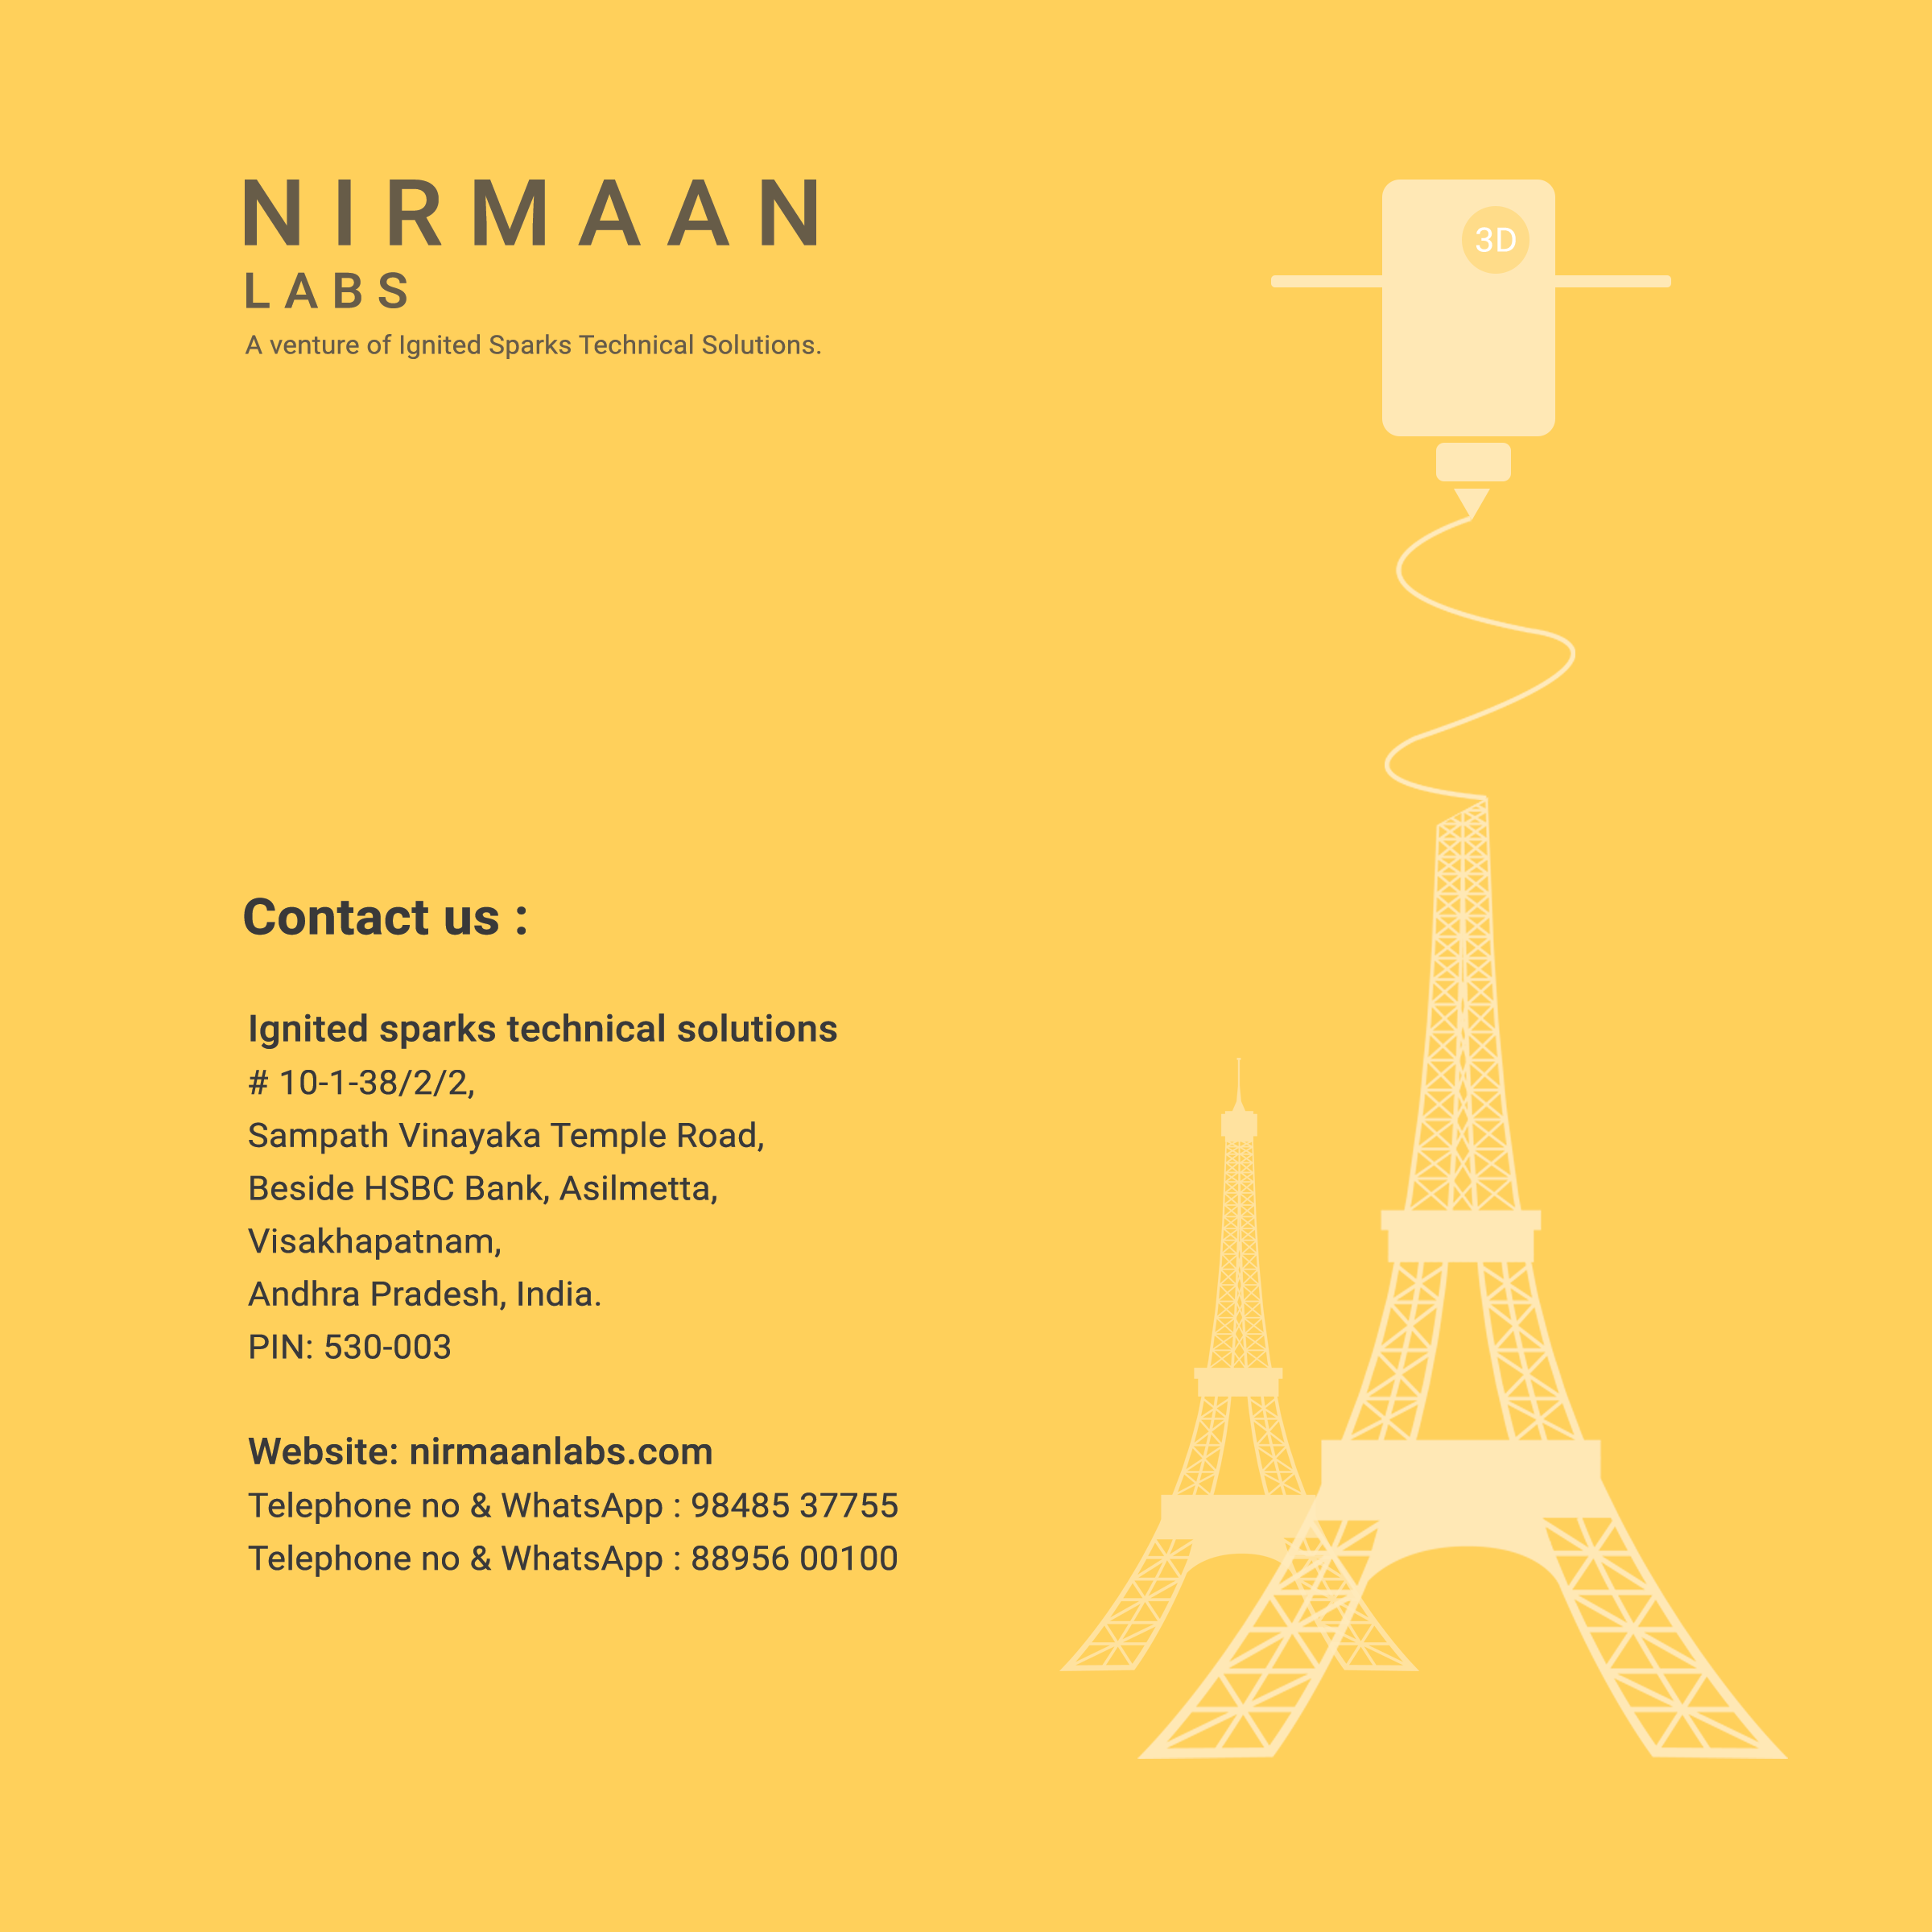 NIRMAAN
LABS
A venture of Ignited Sparks Technical Solutions.
3D
Contact us :
Ignited sparks technical solutions
# 10-1-38/2/2,
Sampath Vinayaka Temple Road,
Beside HSBC Bank, Asilmetta,
Visakhapatnam,
Andhra Pradesh, India.
PIN: 530-003
Website: nirmaanlabs.com
Telephone no & WhatsApp : 98485 37755
Telephone no & WhatsApp : 88956 00100